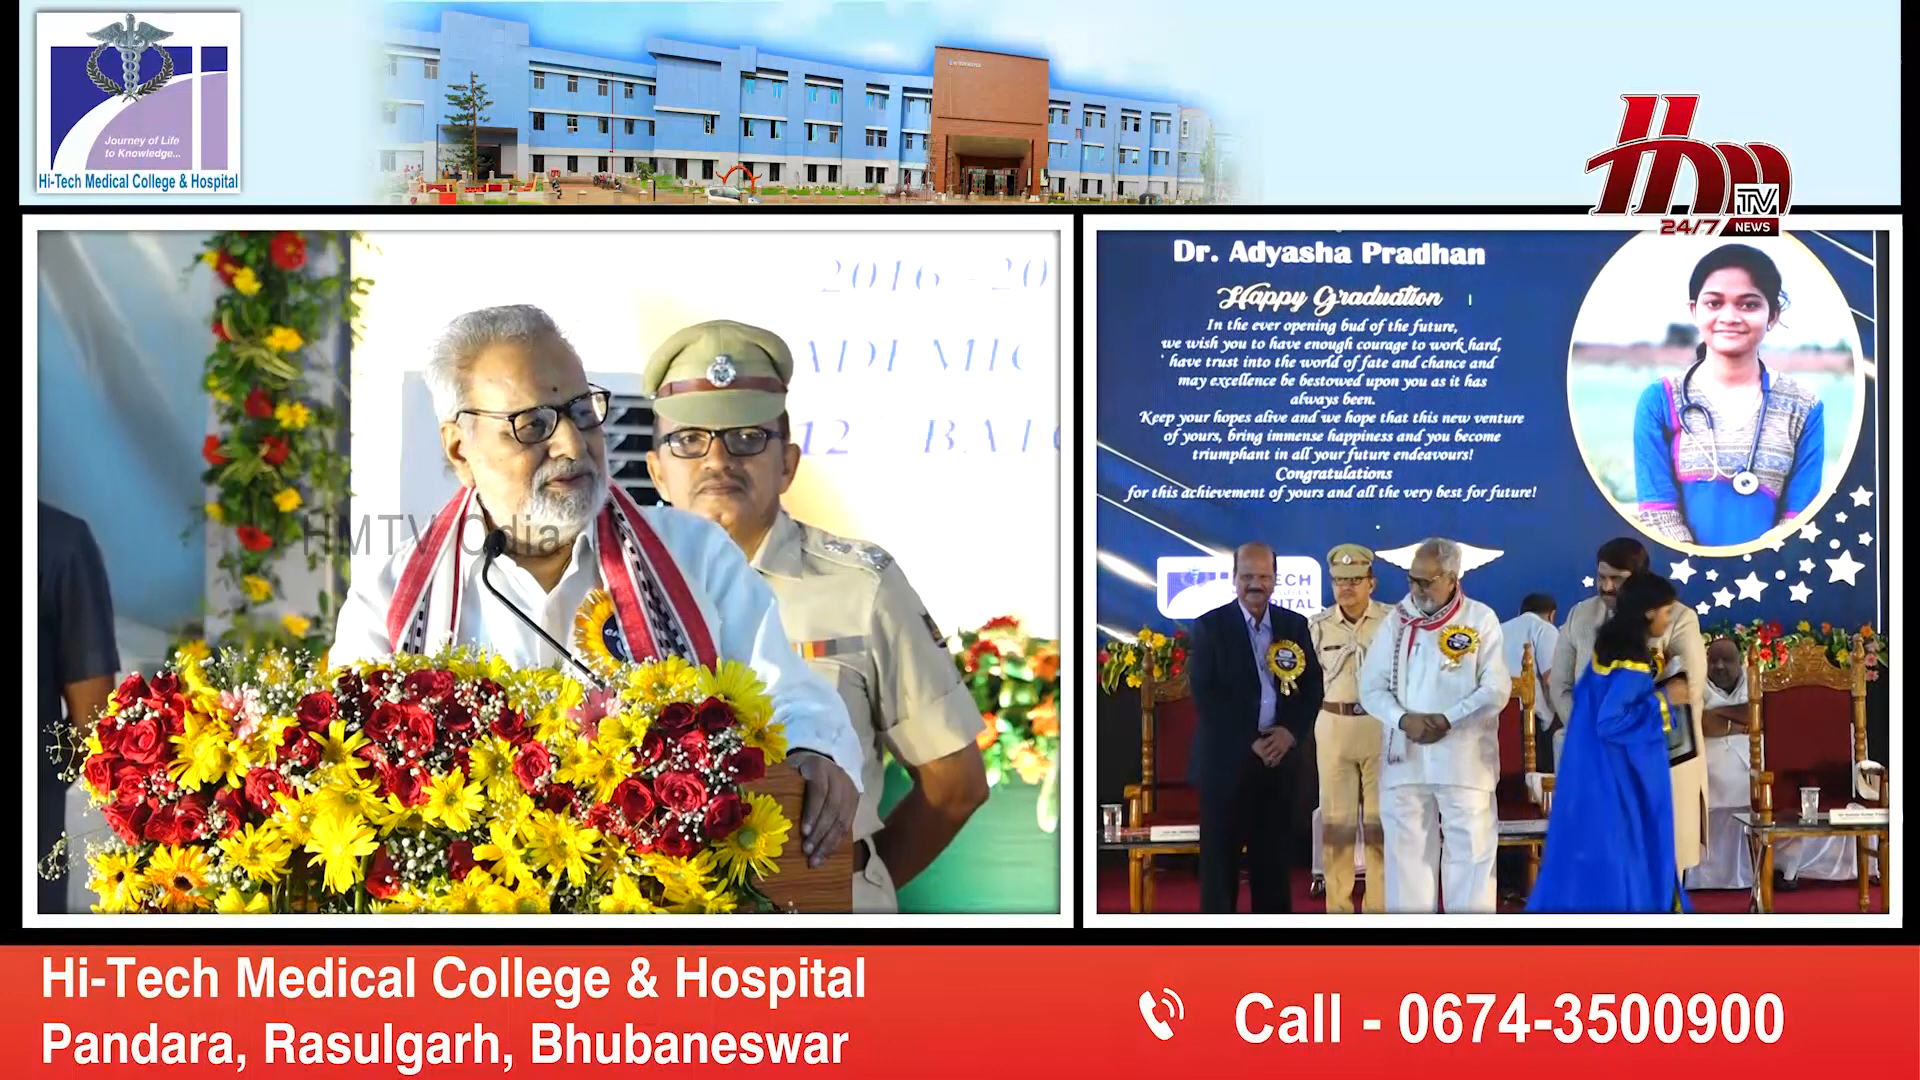 Journey of Life
to Knowledge...
Hi-Tech Medical College & Hospital
HM
TV
24/7 NEWS
2016 -20
12 BAT
HMTV Odia
Dr. Adyasha Pradhan
Happy Graduation
In the ever opening bud of the future,
we wish you to have enough courage to work hard,
have trust into the world of fate and chance and
may excellence be bestowed upon you as it has
always been.
Keep your hopes alive and we hope that this new venture
of yours, bring immense happiness and you become
triumphant in all your future endeavours!
Congratulations
for this achievement of yours and all the very best for future!
Hi-Tech Medical College & Hospital
Pandara, Rasulgarh, Bhubaneswar
Call - 0674-3500900